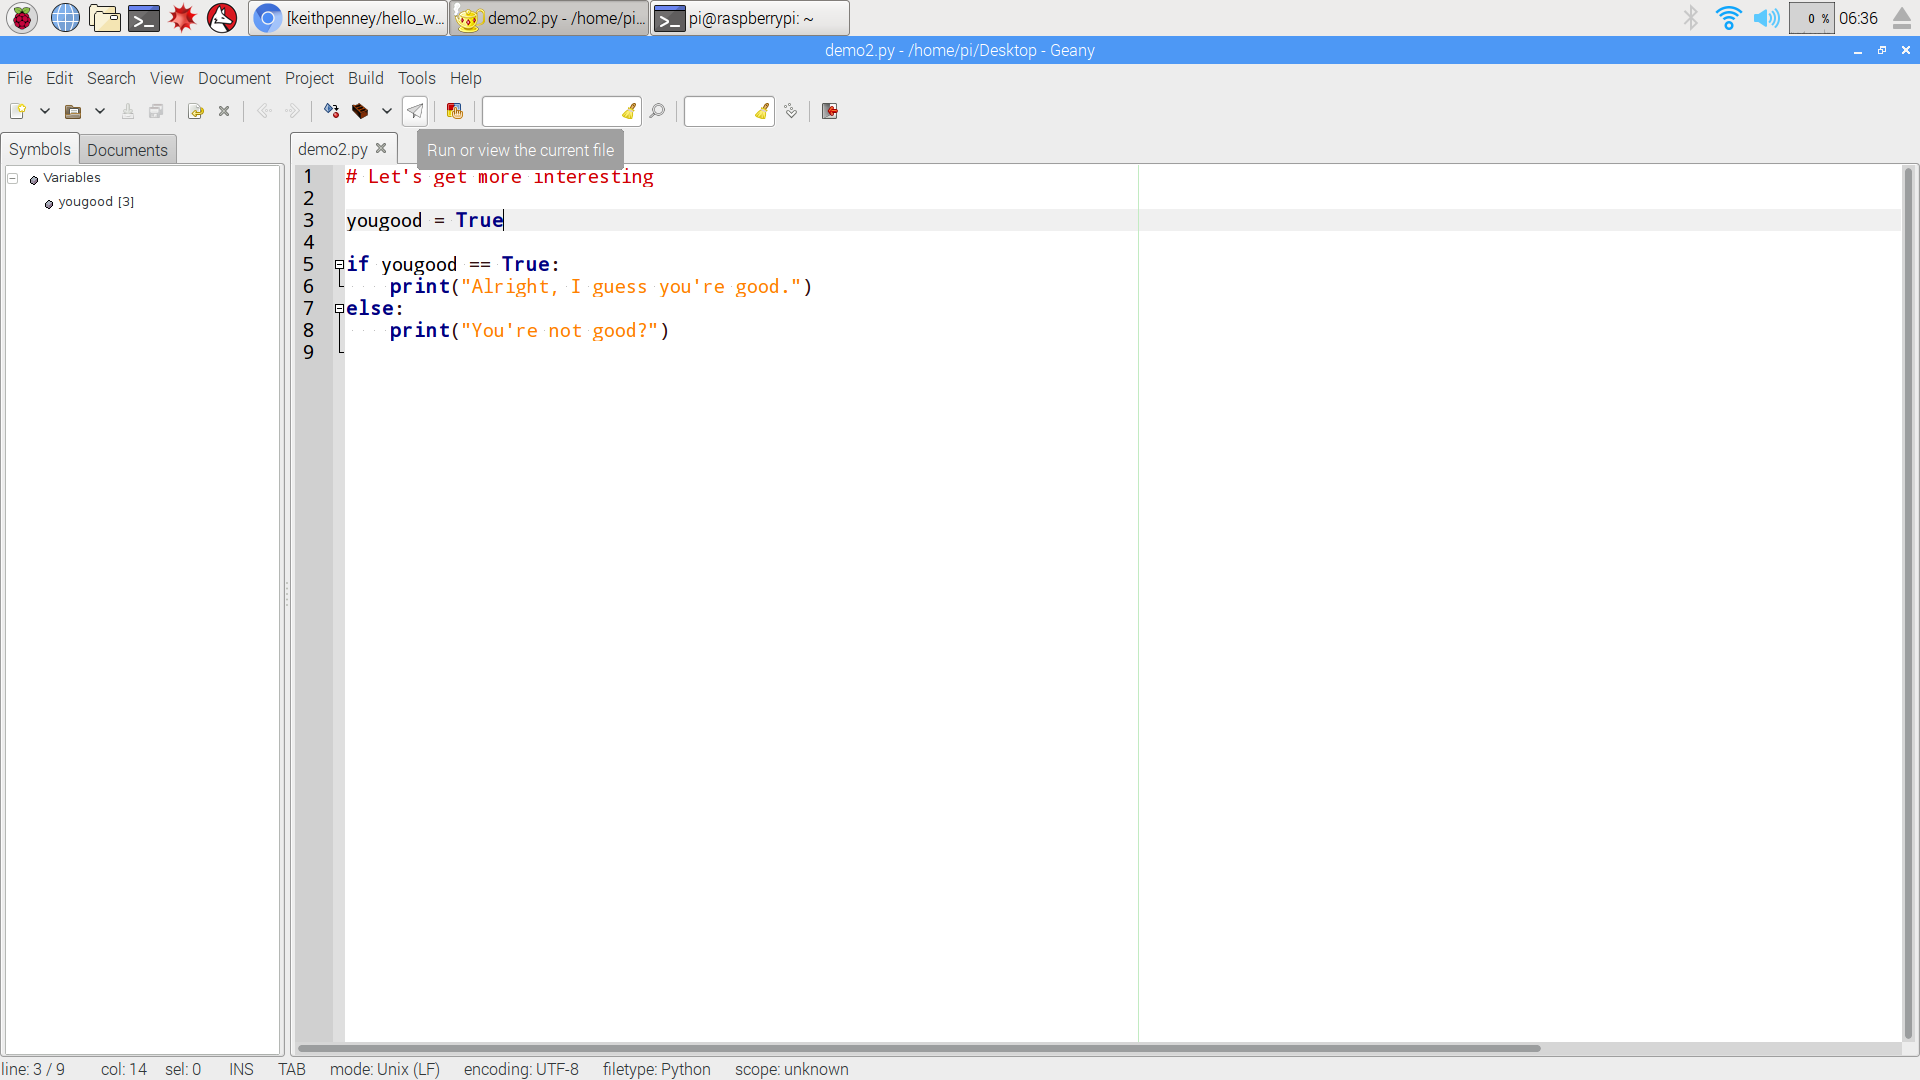 [keithpenney/hello_w... demo2.py - /home/pi... pi@raspberrypi: ~ 0 % 06:36
demo2.py - /home/pi/Desktop - Geany
File Edit Search View Document Project Build Tools Help
Symbols Documents demo2.py Run or view the current file
Variables
yougood [3]
1 # Let's get more interesting
2
3 yougood = True
4
5 if yougood == True:
6 print("Alright, I guess you're good.")
7 else:
8 print("You're not good?")
9
line: 3 / 9 col: 14 sel: 0 INS TAB mode: Unix (LF) encoding: UTF-8 filetype: Python scope: unknown